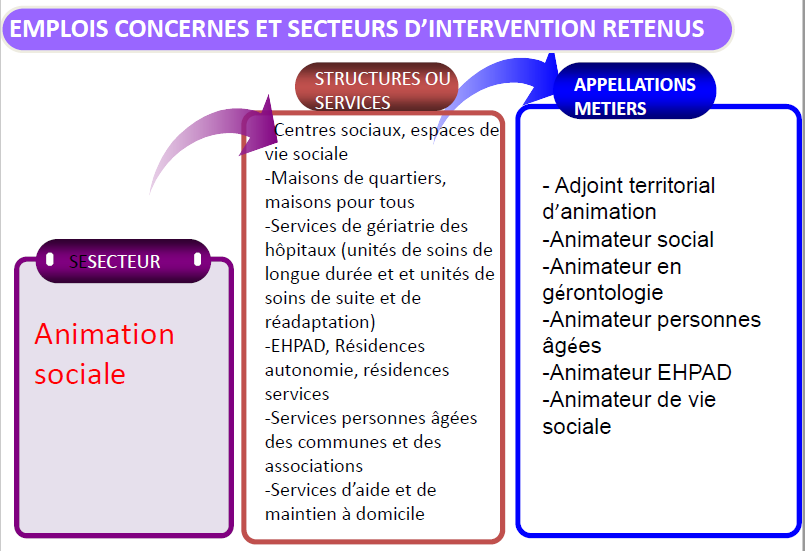 EMPLOIS CONCERNES ET SECTEURS D’INTERVENTION RETENUS
SESECTEUR
Animation
sociale
STRUCTURES OU
SERVICES
-Centres sociaux, espaces de
vie sociale
-Maisons de quartiers,
maisons pour tous
-Services de gériatrie des
hôpitaux (unités de soins de
longue durée et et unités de
soins de suite et de
réadaptation)
-EHPAD, Résidences
autonomie, résidences
services
-Services personnes âgées
des communes et des
associations
-Services d’aide et de
maintien à domicile
APPELLATIONS
METIERS
- Adjoint territorial
d’animation
-Animateur social
-Animateur en
gérontologie
-Animateur personnes
âgées
-Animateur EHPAD
-Animateur de vie
sociale